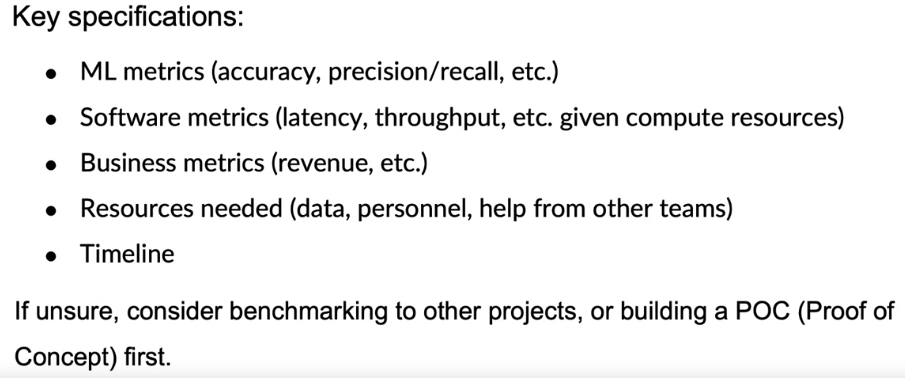 Key specifications:
● ML metrics (accuracy, precision/recall, etc.)
● Software metrics (latency, throughput, etc. given compute resources)
● Business metrics (revenue, etc.)
● Resources needed (data, personnel, help from other teams)
● Timeline
If unsure, consider benchmarking to other projects, or building a POC (Proof of
Concept) first.